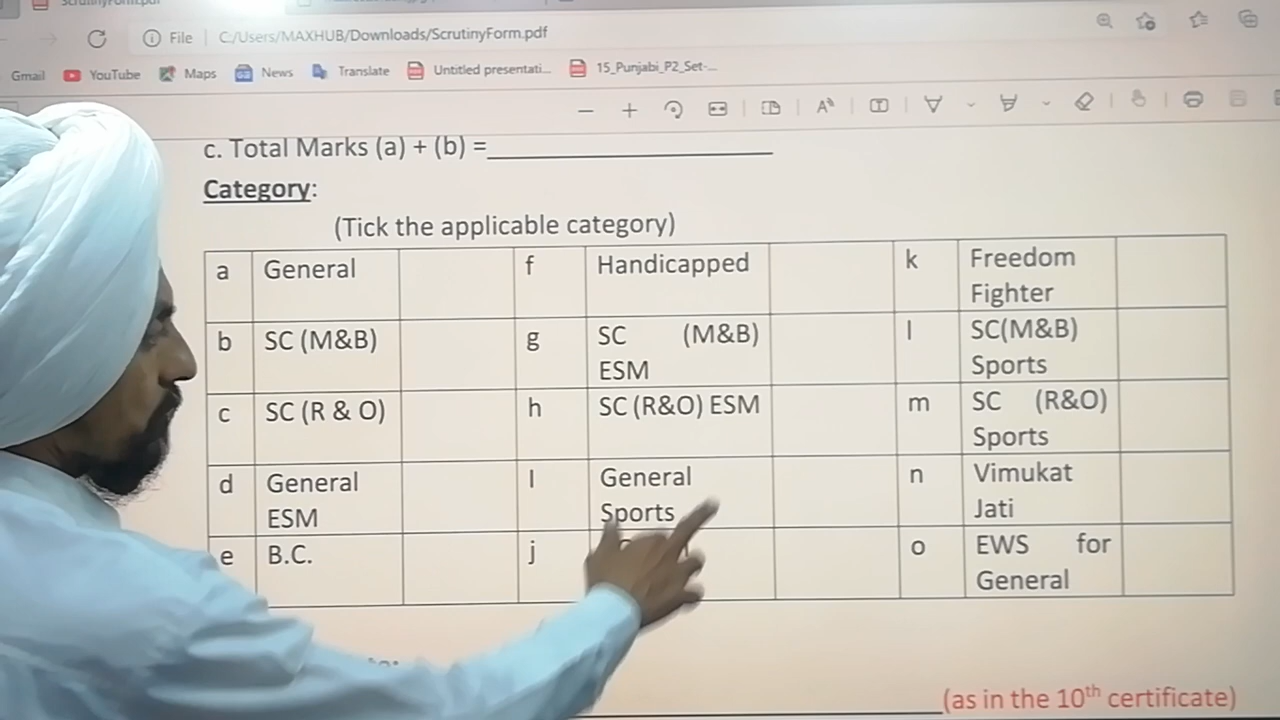 ScrutinyForm.pdf
File C:/Users/MAXHUB/Downloads/ScrutinyForm.pdf
Gmail YouTube Maps News Translate Untitled presentati... 15_Punjabi_P2_Set-...
c. Total Marks (a) + (b) =
Category:
(Tick the applicable category)
a General f Handicapped k Freedom
Fighter
b SC (M&B) g SC (M&B) l SC(M&B)
ESM Sports
c SC (R & O) h SC (R&O) ESM m SC (R&O)
Sports
d General I General n Vimukat
ESM Sports Jati
e B.C. j o EWS for
General
(as in the 10th certificate)